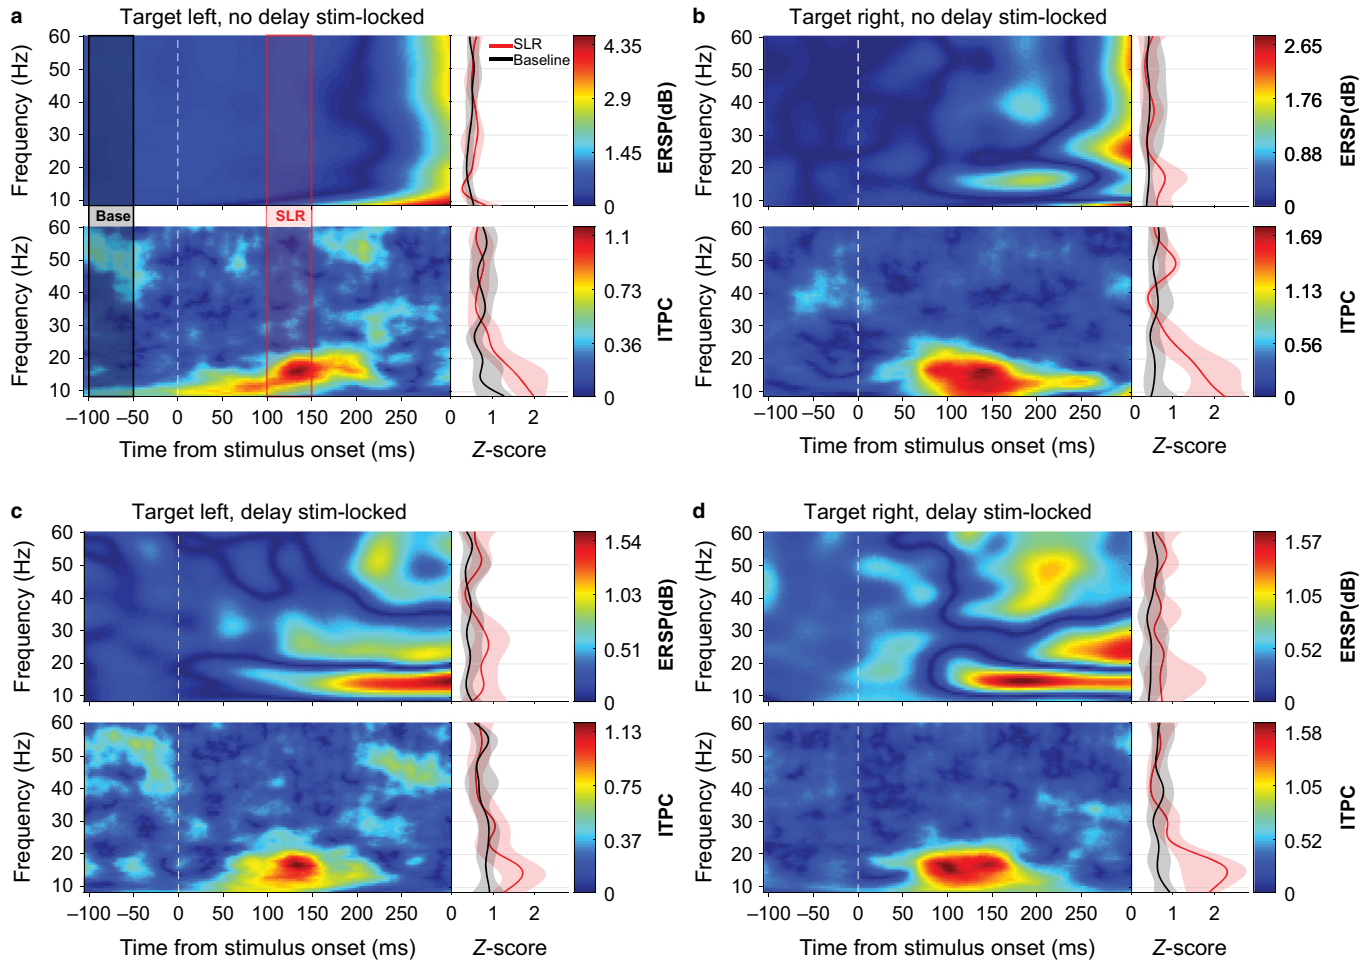 a Target left, no delay stim-locked
60 50 40 30 20 10
Frequency (Hz)
SLR
Baseline
4.35 2.9 1.45 0
ERSP(dB)
Base
SLR
60 50 40 30 20 10
Frequency (Hz)
1.1 0.73 0.36 0
ITPC
−100 −50 0 50 100 150 200 250 0 1 2
Time from stimulus onset (ms) Z-score
b Target right, no delay stim-locked
60 50 40 30 20 10
Frequency (Hz)
2.65 1.76 0.88 0
ERSP(dB)
60 50 40 30 20 10
Frequency (Hz)
1.69 1.13 0.56 0
ITPC
−100 −50 0 50 100 150 200 250 0 1 2
Time from stimulus onset (ms) Z-score
c Target left, delay stim-locked
60 50 40 30 20 10
Frequency (Hz)
1.54 1.03 0.51 0
ERSP(dB)
60 50 40 30 20 10
Frequency (Hz)
1.13 0.75 0.37 0
ITPC
−100 −50 0 50 100 150 200 250 0 1 2
Time from stimulus onset (ms) Z-score
d Target right, delay stim-locked
60 50 40 30 20 10
Frequency (Hz)
1.57 1.05 0.52 0
ERSP(dB)
60 50 40 30 20 10
Frequency (Hz)
1.58 1.05 0.52 0
ITPC
−100 −50 0 50 100 150 200 250 0 1 2
Time from stimulus onset (ms) Z-score